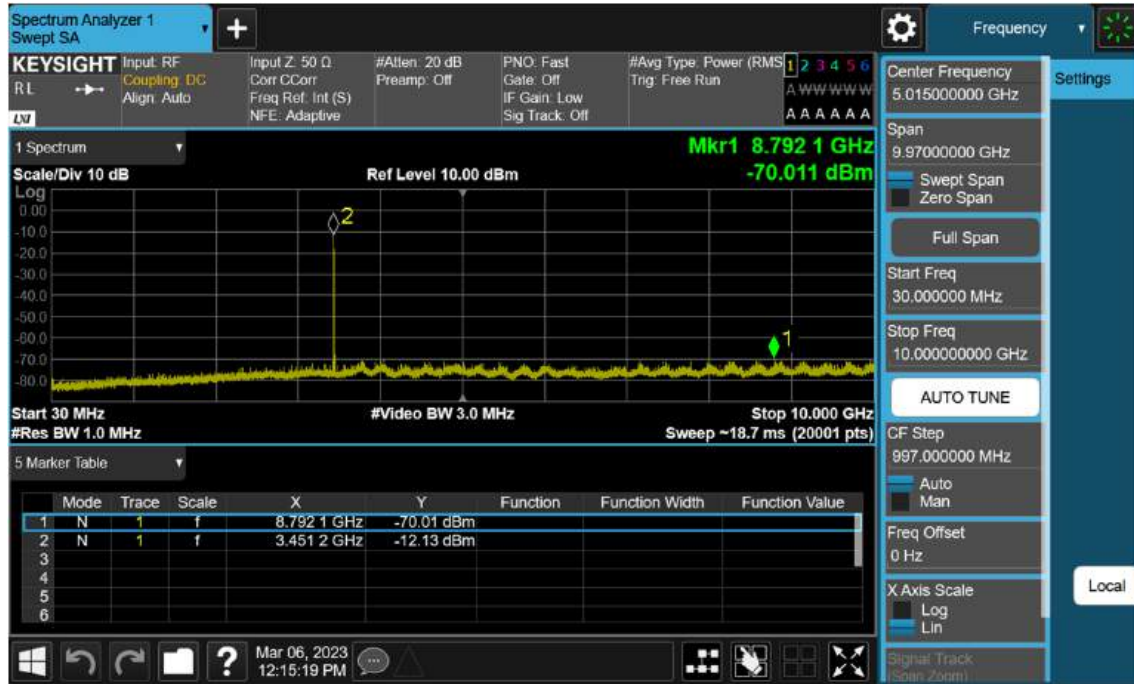 Spectrum Analyzer 1
Swept SA
Frequency
KEYSIGHT
RL
LXI
Input: RF
Coupling: DC
Align: Auto
Input Z: 50 Ω
Corr CCorr
Freq Ref: Int (S)
NFE: Adaptive
#Atten: 20 dB
Preamp: Off
PNO: Fast
Gate: Off
IF Gain: Low
Sig Track: Off
#Avg Type: Power (RMS
Trig: Free Run
1 2 3 4 5 6
A W W W W W
A A A A A A
1 Spectrum
Mkr1 8.792 1 GHz
Scale/Div 10 dB
Ref Level 10.00 dBm
-70.011 dBm
Log
0.00
-10.0
-20.0
-30.0
-40.0
-50.0
-60.0
-70.0
-80.0
2
1
Start 30 MHz
#Video BW 3.0 MHz
Stop 10.000 GHz
#Res BW 1.0 MHz
Sweep ~18.7 ms (20001 pts)
5 Marker Table
Mode Trace Scale X Y Function Function Width Function Value
1 N 1 f 8.792 1 GHz -70.01 dBm
2 N 1 f 3.451 2 GHz -12.13 dBm
3
4
5
6
Mar 06, 2023
12:15:19 PM
?
Center Frequency
5.015000000 GHz
Settings
Span
9.97000000 GHz
Swept Span
Zero Span
Full Span
Start Freq
30.000000 MHz
Stop Freq
10.000000000 GHz
AUTO TUNE
CF Step
997.000000 MHz
Auto
Man
Freq Offset
0 Hz
X Axis Scale
Log
Lin
Local
Signal Track
(Span Zoom)